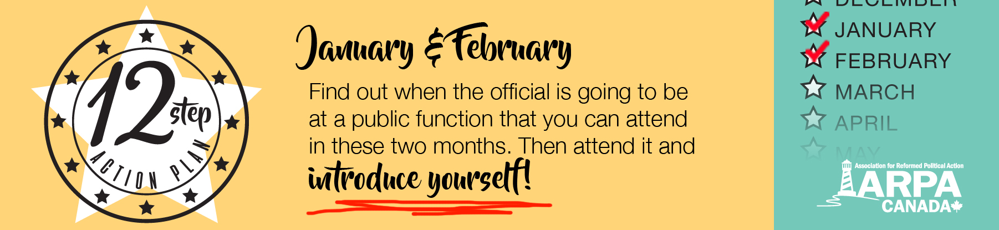 12
step
ACTION PLAN
January & February
Find out when the official is going to be
at a public function that you can attend
in these two months. Then attend it and
introduce yourself!
DECEMBER
JANUARY
FEBRUARY
MARCH
APRIL
MAY
Association for Reformed Political Action
ARPA
CANADA